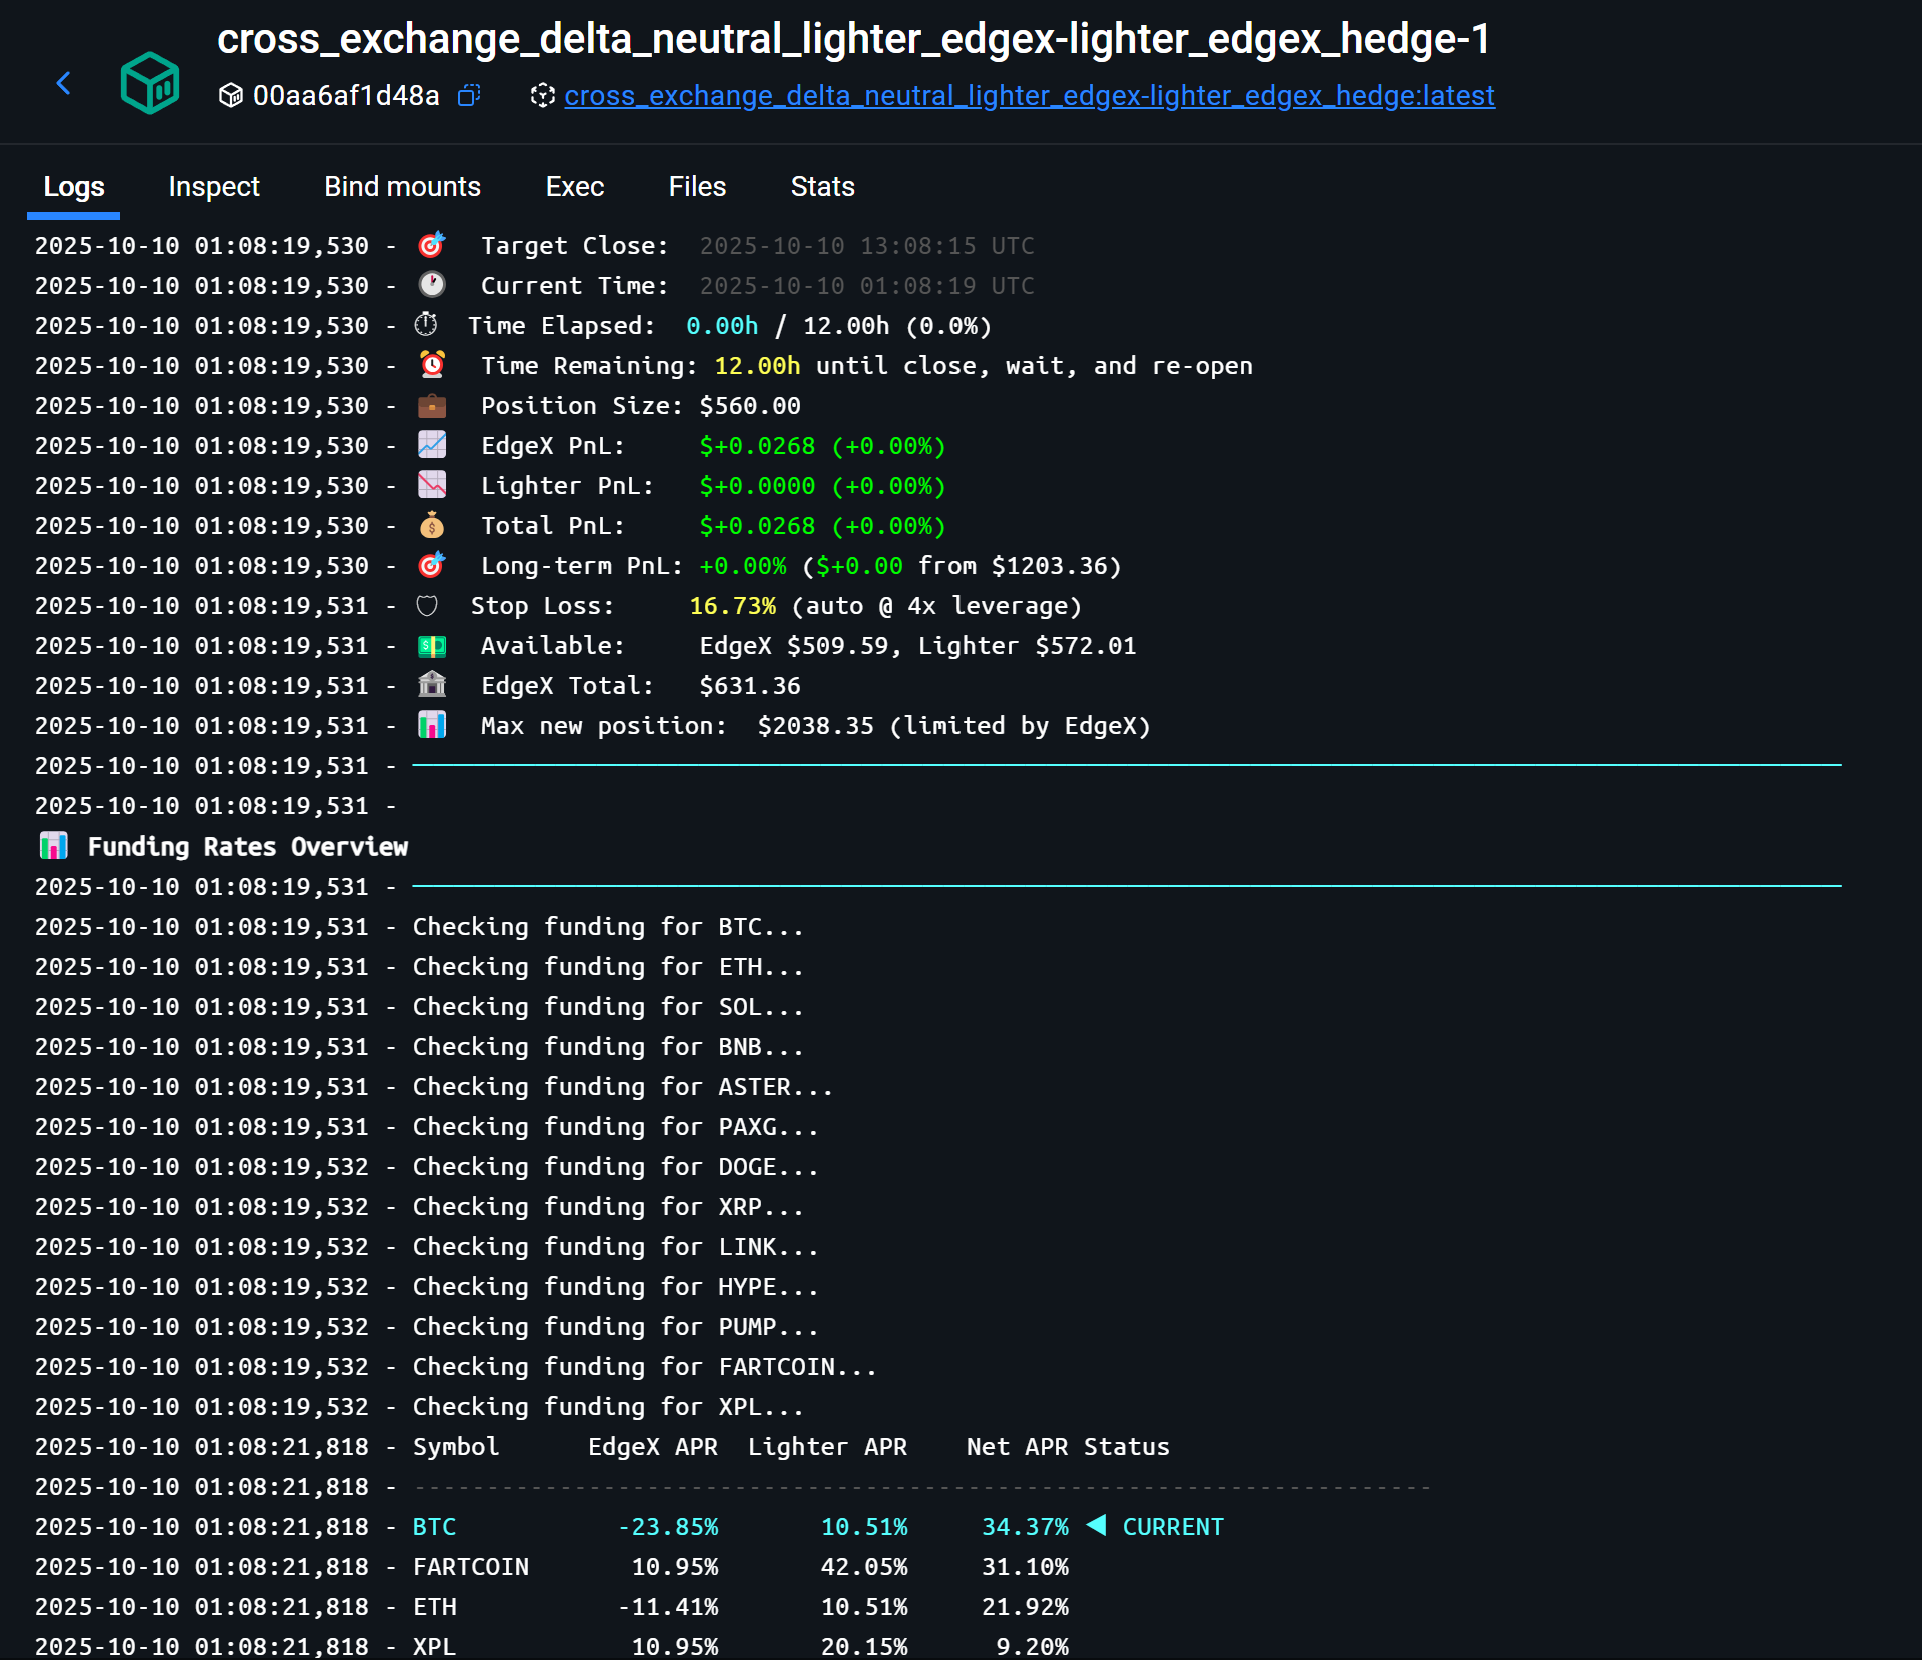 cross_exchange_delta_neutral_lighter_edgex-lighter_edgex_hedge-1
00aa6af1d48a cross_exchange_delta_neutral_lighter_edgex-lighter_edgex_hedge:latest
Logs Inspect Bind mounts Exec Files Stats
2025-10-10 01:08:19,530 - 🎯 Target Close: 2025-10-10 13:08:15 UTC
2025-10-10 01:08:19,530 - 🕐 Current Time: 2025-10-10 01:08:19 UTC
2025-10-10 01:08:19,530 - ⏱ Time Elapsed: 0.00h / 12.00h (0.0%)
2025-10-10 01:08:19,530 - ⏰ Time Remaining: 12.00h until close, wait, and re-open
2025-10-10 01:08:19,530 - 💼 Position Size: $560.00
2025-10-10 01:08:19,530 - 📈 EdgeX PnL: $+0.0268 (+0.00%)
2025-10-10 01:08:19,530 - 📉 Lighter PnL: $+0.0000 (+0.00%)
2025-10-10 01:08:19,530 - 💰 Total PnL: $+0.0268 (+0.00%)
2025-10-10 01:08:19,530 - 🎯 Long-term PnL: +0.00% ($+0.00 from $1203.36)
2025-10-10 01:08:19,531 - 🛡 Stop Loss: 16.73% (auto @ 4x leverage)
2025-10-10 01:08:19,531 - 💵 Available: EdgeX $509.59, Lighter $572.01
2025-10-10 01:08:19,531 - 🏦 EdgeX Total: $631.36
2025-10-10 01:08:19,531 - 📊 Max new position: $2038.35 (limited by EdgeX)
2025-10-10 01:08:19,531 -
2025-10-10 01:08:19,531 -
📊 Funding Rates Overview
2025-10-10 01:08:19,531 -
2025-10-10 01:08:19,531 - Checking funding for BTC...
2025-10-10 01:08:19,531 - Checking funding for ETH...
2025-10-10 01:08:19,531 - Checking funding for SOL...
2025-10-10 01:08:19,531 - Checking funding for BNB...
2025-10-10 01:08:19,531 - Checking funding for ASTER...
2025-10-10 01:08:19,531 - Checking funding for PAXG...
2025-10-10 01:08:19,532 - Checking funding for DOGE...
2025-10-10 01:08:19,532 - Checking funding for XRP...
2025-10-10 01:08:19,532 - Checking funding for LINK...
2025-10-10 01:08:19,532 - Checking funding for HYPE...
2025-10-10 01:08:19,532 - Checking funding for PUMP...
2025-10-10 01:08:19,532 - Checking funding for FARTCOIN...
2025-10-10 01:08:19,532 - Checking funding for XPL...
2025-10-10 01:08:21,818 - Symbol EdgeX APR Lighter APR Net APR Status
2025-10-10 01:08:21,818 - ----------------------------------------------------------------------
2025-10-10 01:08:21,818 - BTC -23.85% 10.51% 34.37% ◀ CURRENT
2025-10-10 01:08:21,818 - FARTCOIN 10.95% 42.05% 31.10%
2025-10-10 01:08:21,818 - ETH -11.41% 10.51% 21.92%
2025-10-10 01:08:21,818 - XPL 10.95% 20.15% 9.20%